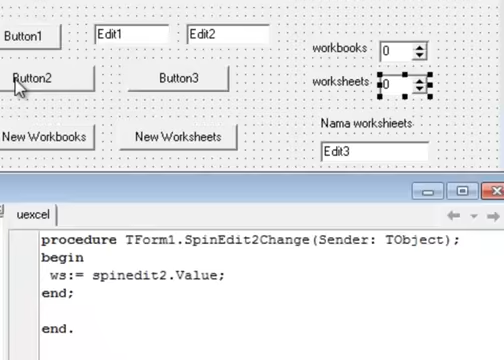 Button1
Edit1
Edit2
workbooks
0
Button2
Button3
worksheets
0
New Workbooks
New Worksheets
Nama workshieets
Edit3
uexcel
procedure TForm1.SpinEdit2Change(Sender: TObject);
begin
ws:= spinedit2.Value;
end;
end.